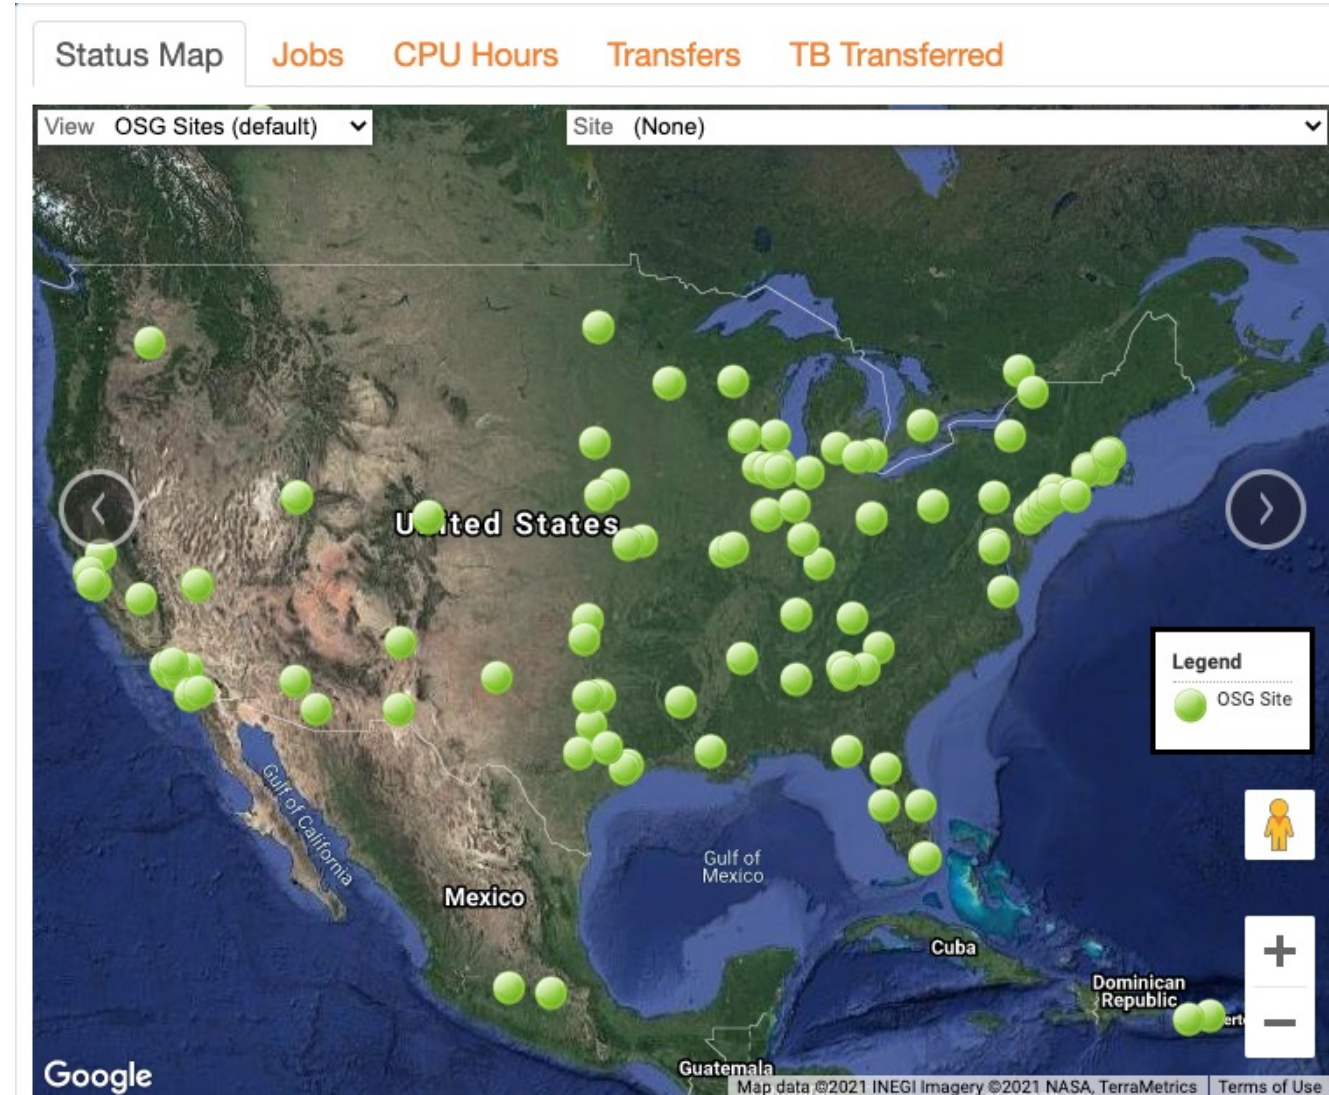 Status Map Jobs CPU Hours Transfers TB Transferred
View OSG Sites (default) Site (None)
United States
Legend
OSG Site
Gulf of California
Gulf of
Mexico
Mexico
Cuba
Dominican
Republic
Guatemala
Google
Map data ©2021 INEGI Imagery ©2021 NASA, TerraMetrics Terms of Use